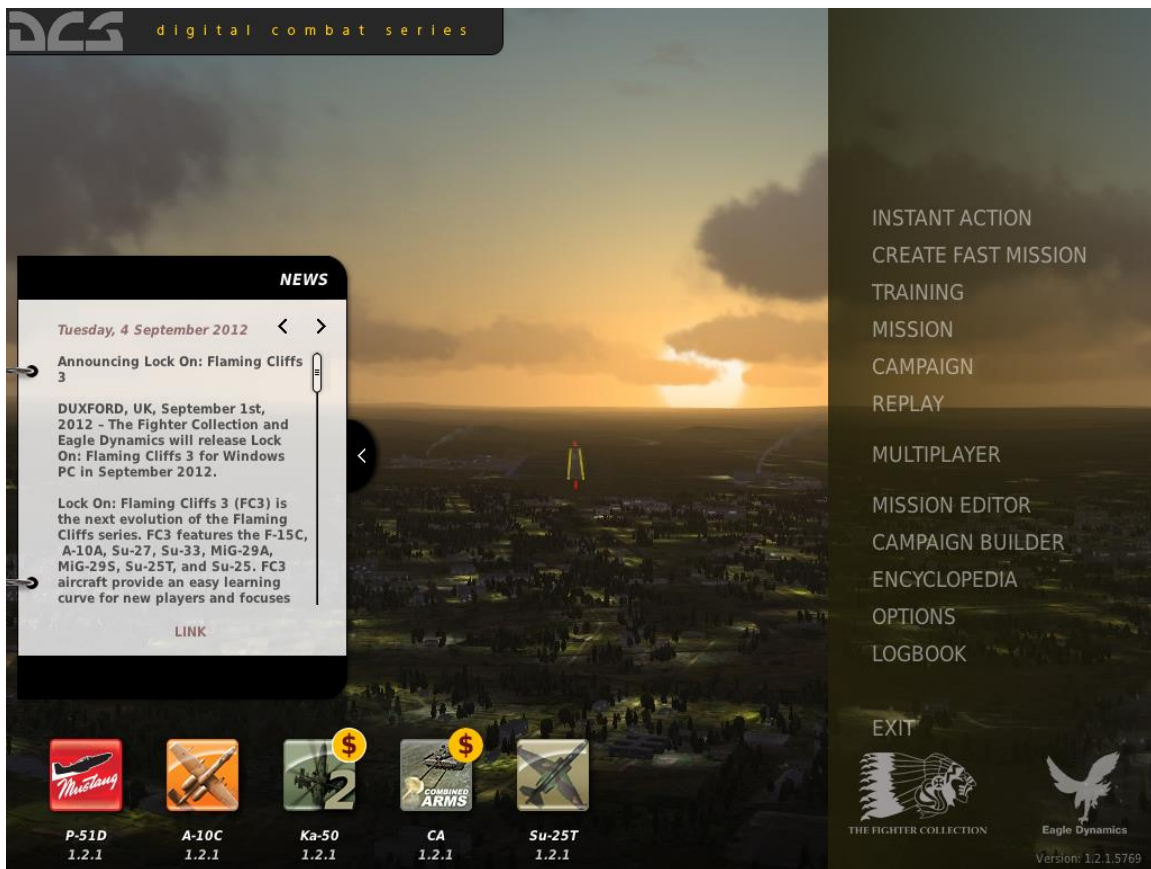 DCS digital combat series
NEWS
Tuesday, 4 September 2012
Announcing Lock On: Flaming Cliffs
3
DUXFORD, UK, September 1st,
2012 – The Fighter Collection and
Eagle Dynamics will release Lock
On: Flaming Cliffs 3 for Windows
PC in September 2012.
Lock On: Flaming Cliffs 3 (FC3) is
the next evolution of the Flaming
Cliffs series. FC3 features the F-15C,
A-10A, Su-27, Su-33, MiG-29A,
MiG-29S, Su-25T, and Su-25. FC3
aircraft provide an easy learning
curve for new players and focuses
LINK
INSTANT ACTION
CREATE FAST MISSION
TRAINING
MISSION
CAMPAIGN
REPLAY
MULTIPLAYER
MISSION EDITOR
CAMPAIGN BUILDER
ENCYCLOPEDIA
OPTIONS
LOGBOOK
EXIT
Mustang
$
2
$
COMBINED
ARMS
P-51D
1.2.1
A-10C
1.2.1
Ka-50
1.2.1
CA
1.2.1
Su-25T
1.2.1
THE FIGHTER COLLECTION
Eagle Dynamics
Version: 1.2.1.5769